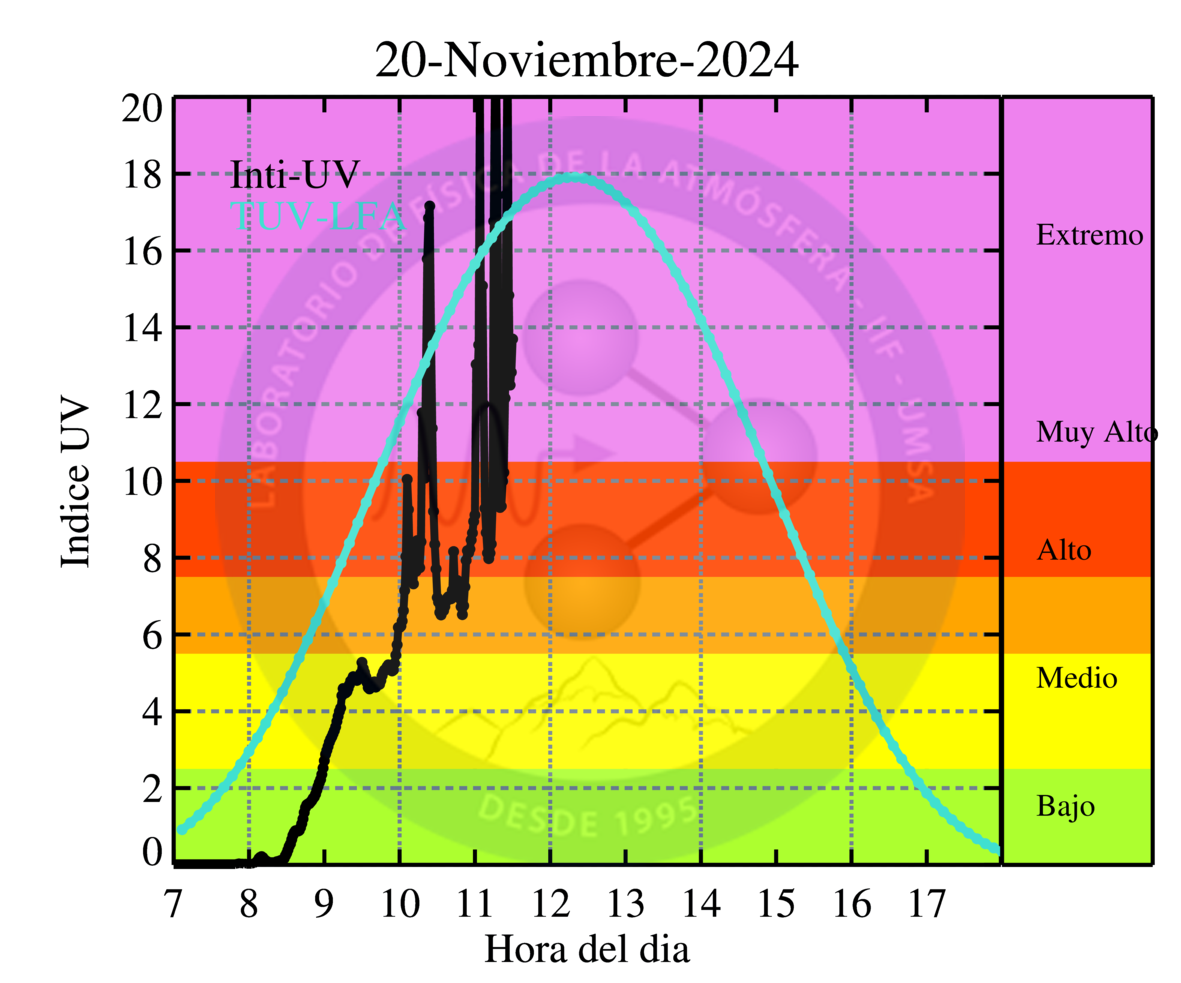 20-Noviembre-2024
Inti-UV
TUV-LFA
Indice UV
20
18
16
14
12
10
8
6
4
2
0
7 8 9 10 11 12 13 14 15 16 17
Hora del dia
Extremo
Muy Alto
Alto
Medio
Bajo
LABORATORIO DE FÍSICA DE LA ATMÓSFERA - IIF - UMSA
DESDE 1995